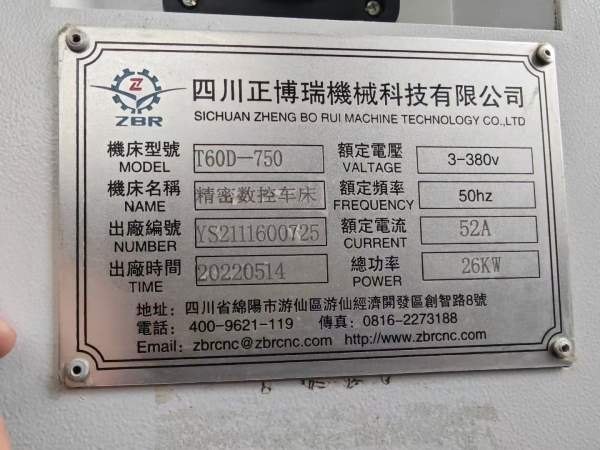 Z
ZBR
四川正博瑞機械科技有限公司
SICHUAN ZHENG BO RUI MACHINE TECHNOLOGY CO.,LTD
機床型號 T60D-750 額定電壓 3-380v
MODEL VALTAGE
機床名稱 精密数控车床 額定頻率 50hz
NAME FREQUENCY
出廠編號 YS2111600725 額定電流 52A
NUMBER CURRENT
出廠時間 20220514 總功率 26KW
TIME POWER
地址: 四川省綿陽市游仙區游仙經濟開發區創智路8號
電話: 400-9621-119 傳真: 0816-2273188
Email: zbrcnc@zbrcnc.com http://www.zbrcnc.com